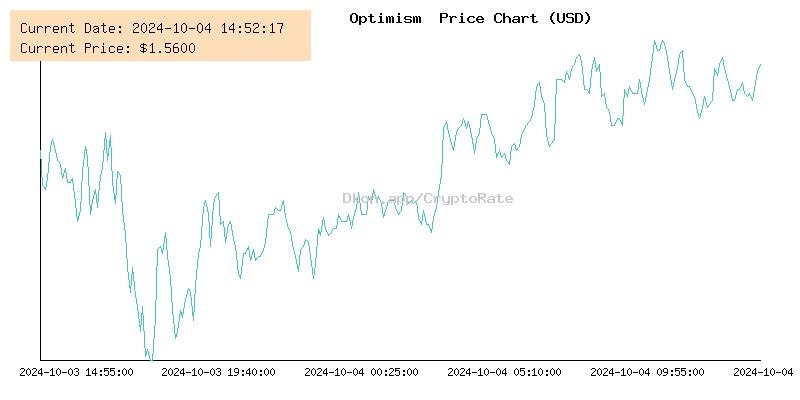 Optimism  Price Chart (USD)
Current Date: 2024-10-04 14:52:17
Current Price: $1.5600
Dkon.app/CryptoRate
2024-10-03 14:55:00 2024-10-03 19:40:00 2024-10-04 00:25:00 2024-10-04 05:10:00 2024-10-04 09:55:00 2024-10-04